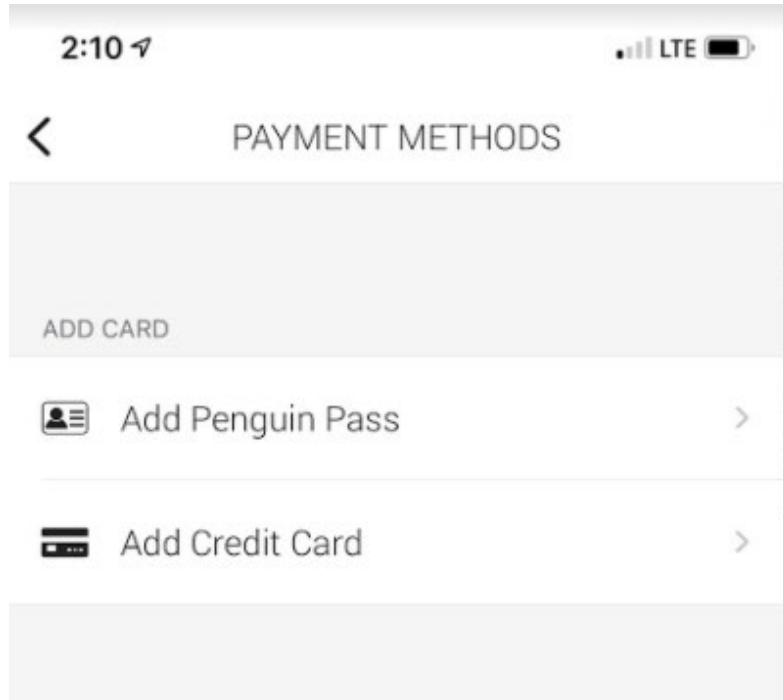 2:10 LTE
PAYMENT METHODS
ADD CARD
Add Penguin Pass
Add Credit Card